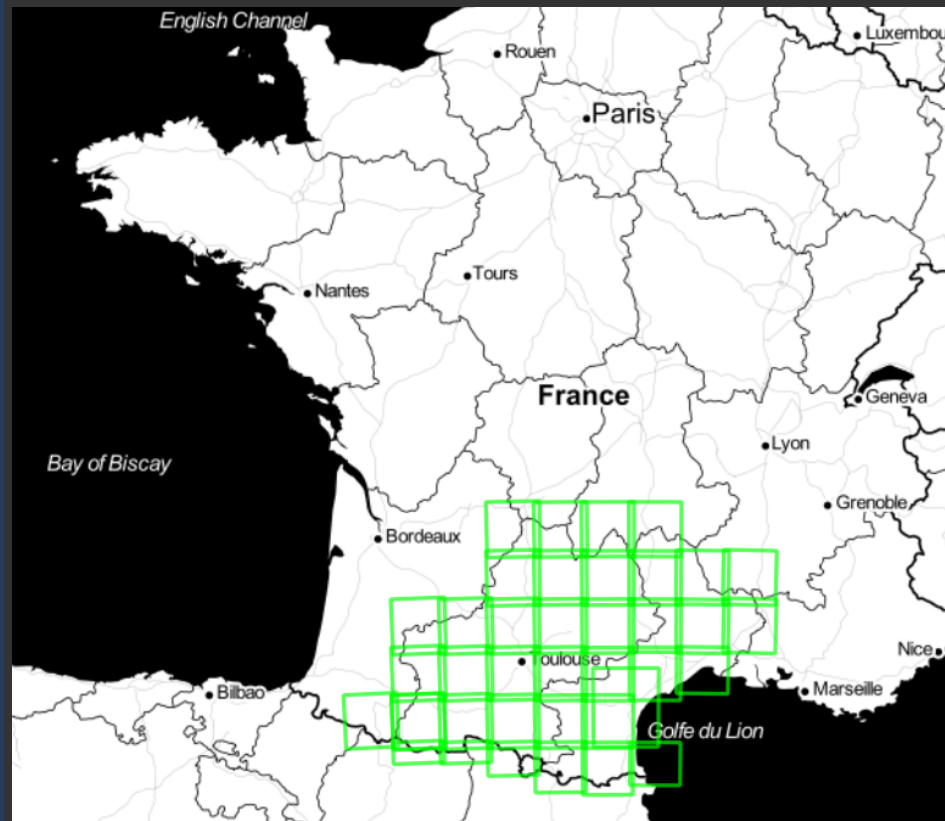 English Channel
Luxembou
Rouen
Paris
Tours
Nantes
France
Geneva
Lyon
Bay of Biscay
Grenoble
Bordeaux
Toulouse
Nice
Bilbao
Marseille
Golfe du Lion